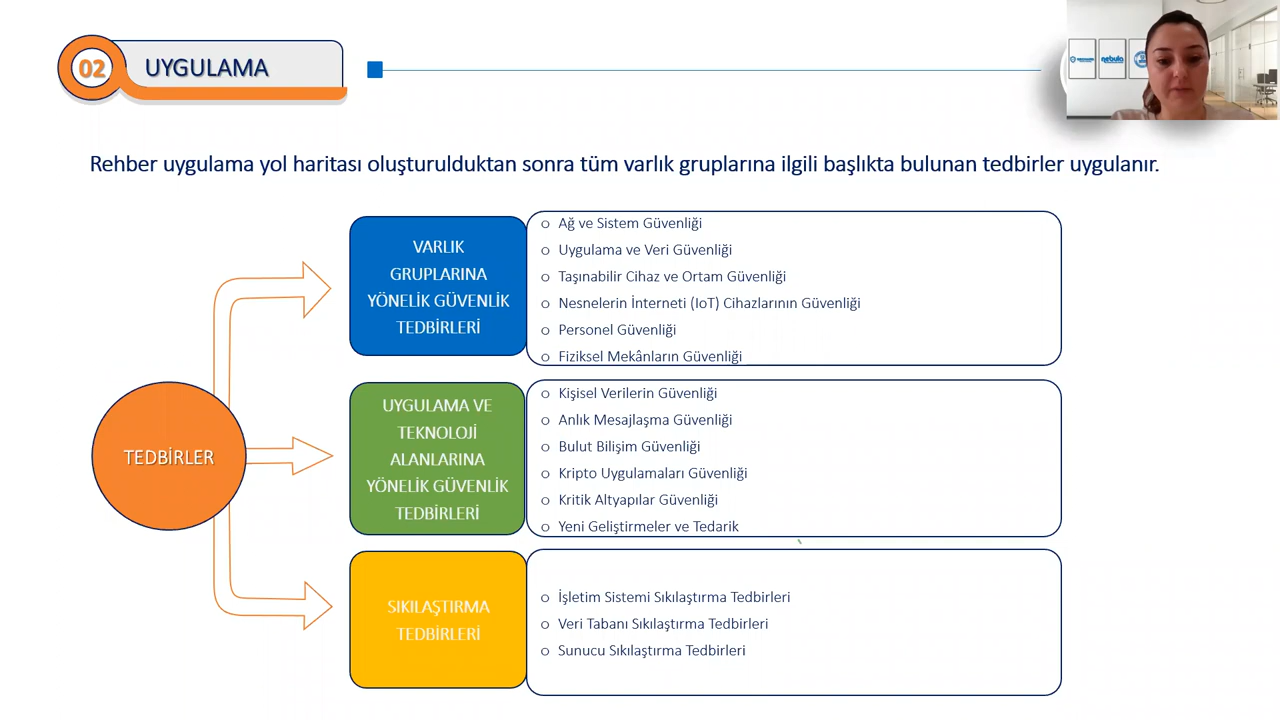 02
UYGULAMA
nebula
Rehber uygulama yol haritası oluşturulduktan sonra tüm varlık gruplarına ilgili başlıkta bulunan tedbirler uygulanır.
TEDBİRLER
VARLIK
GRUPLARINA
YÖNELİK GÜVENLİK
TEDBİRLERİ
o Ağ ve Sistem Güvenliği
o Uygulama ve Veri Güvenliği
o Taşınabilir Cihaz ve Ortam Güvenliği
o Nesnelerin İnterneti (IoT) Cihazlarının Güvenliği
o Personel Güvenliği
o Fiziksel Mekânların Güvenliği
UYGULAMA VE
TEKNOLOJİ
ALANLARINA
YÖNELİK GÜVENLİK
TEDBİRLERİ
o Kişisel Verilerin Güvenliği
o Anlık Mesajlaşma Güvenliği
o Bulut Bilişim Güvenliği
o Kripto Uygulamaları Güvenliği
o Kritik Altyapılar Güvenliği
o Yeni Geliştirmeler ve Tedarik
SIKILAŞTIRMA
TEDBİRLERİ
o İşletim Sistemi Sıkılaştırma Tedbirleri
o Veri Tabanı Sıkılaştırma Tedbirleri
o Sunucu Sıkılaştırma Tedbirleri